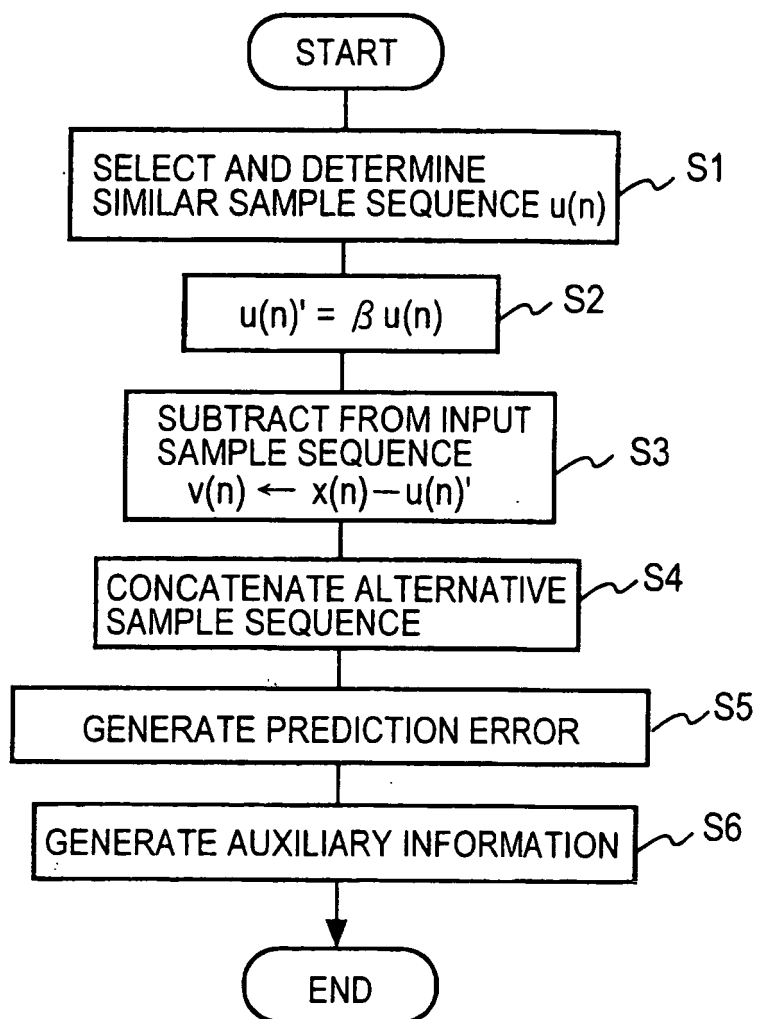 START
SELECT AND DETERMINE
SIMILAR SAMPLE SEQUENCE u(n)
S1
u(n)' = β u(n)
S2
SUBTRACT FROM INPUT
SAMPLE SEQUENCE
v(n) ← x(n) — u(n)'
S3
CONCATENATE ALTERNATIVE
SAMPLE SEQUENCE
S4
GENERATE PREDICTION ERROR
S5
GENERATE AUXILIARY INFORMATION
S6
END